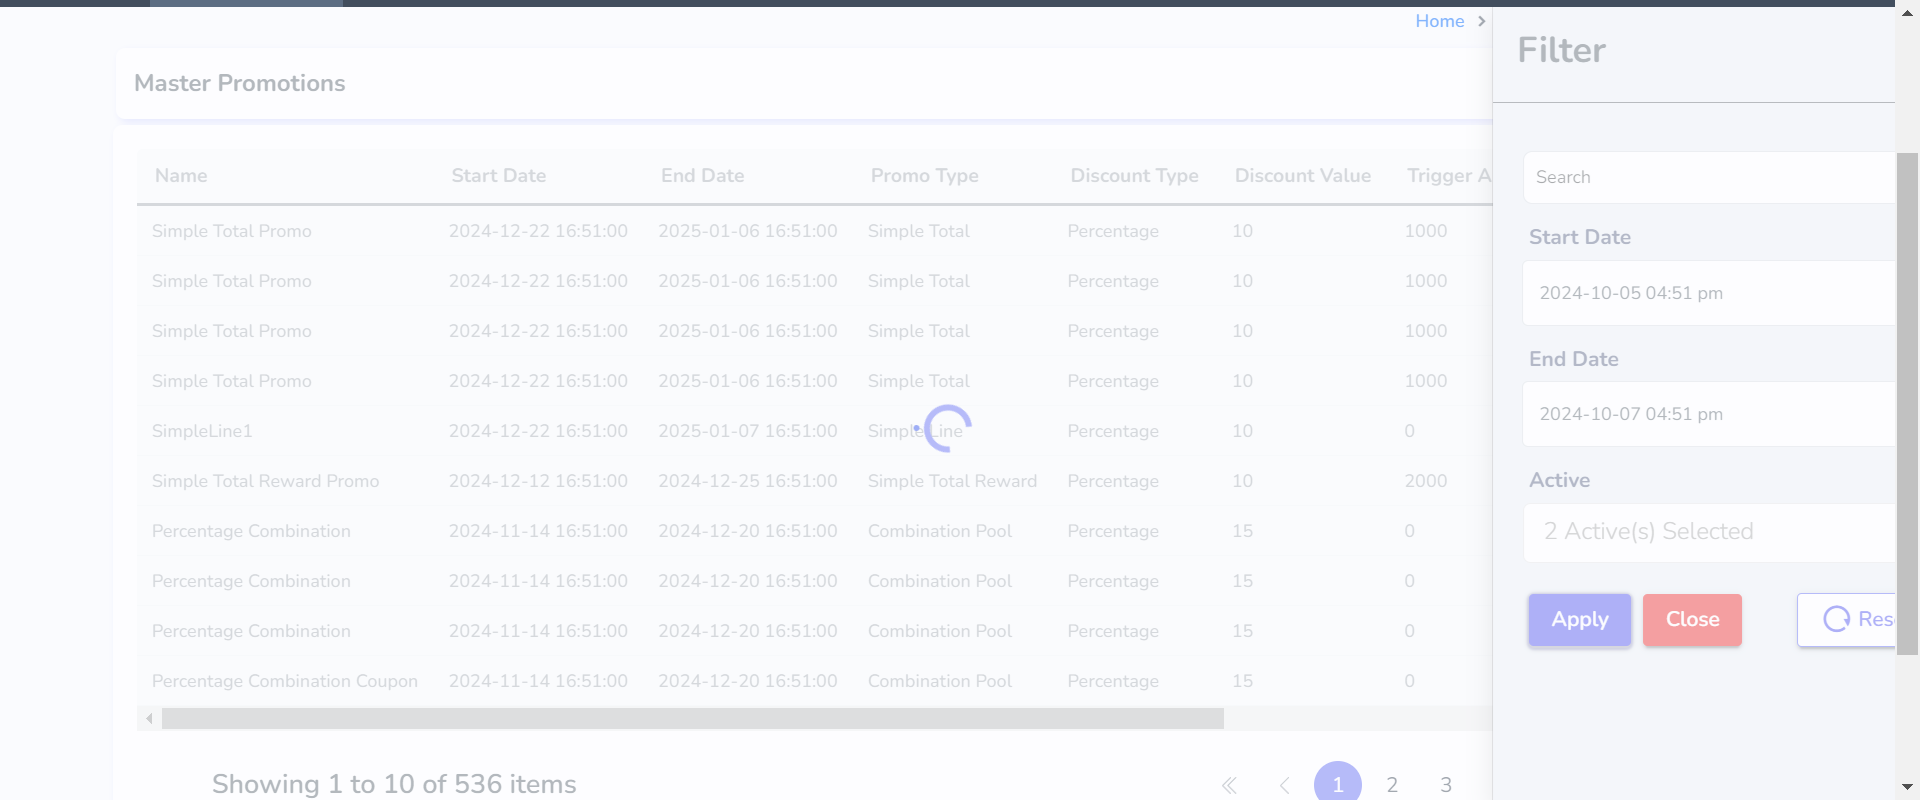 Home
Master Promotions
Name Start Date End Date Promo Type Discount Type Discount Value Trigger A
Simple Total Promo 2024-12-22 16:51:00 2025-01-06 16:51:00 Simple Total Percentage 10 1000
Simple Total Promo 2024-12-22 16:51:00 2025-01-06 16:51:00 Simple Total Percentage 10 1000
Simple Total Promo 2024-12-22 16:51:00 2025-01-06 16:51:00 Simple Total Percentage 10 1000
Simple Total Promo 2024-12-22 16:51:00 2025-01-06 16:51:00 Simple Total Percentage 10 1000
SimpleLine1 2024-12-22 16:51:00 2025-01-07 16:51:00 Simple Line Percentage 10 0
Simple Total Reward Promo 2024-12-12 16:51:00 2024-12-25 16:51:00 Simple Total Reward Percentage 10 2000
Percentage Combination 2024-11-14 16:51:00 2024-12-20 16:51:00 Combination Pool Percentage 15 0
Percentage Combination 2024-11-14 16:51:00 2024-12-20 16:51:00 Combination Pool Percentage 15 0
Percentage Combination 2024-11-14 16:51:00 2024-12-20 16:51:00 Combination Pool Percentage 15 0
Percentage Combination Coupon 2024-11-14 16:51:00 2024-12-20 16:51:00 Combination Pool Percentage 15 0
Showing 1 to 10 of 536 items
1 2 3
Filter
Search
Start Date
2024-10-05 04:51 pm
End Date
2024-10-07 04:51 pm
Active
2 Active(s) Selected
Apply Close Res